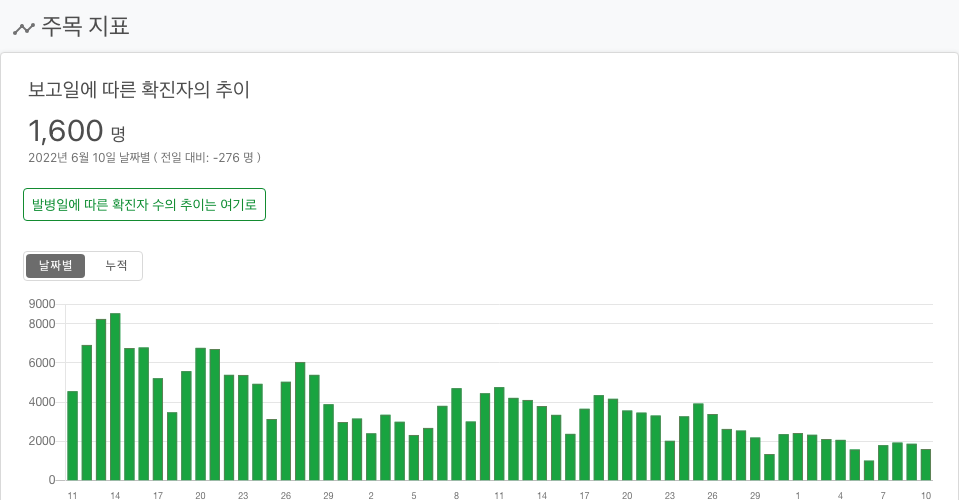 주목 지표
보고일에 따른 확진자의 추이
1,600 명
2022년 6월 10일 날짜별 ( 전일 대비: -276 명 )
발병일에 따른 확진자 수의 추이는 여기로
날짜별 누적
9000
8000
6000
4000
2000
0
11 14 17 20 23 26 29 2 5 8 11 14 17 20 23 26 29 1 4 7 10